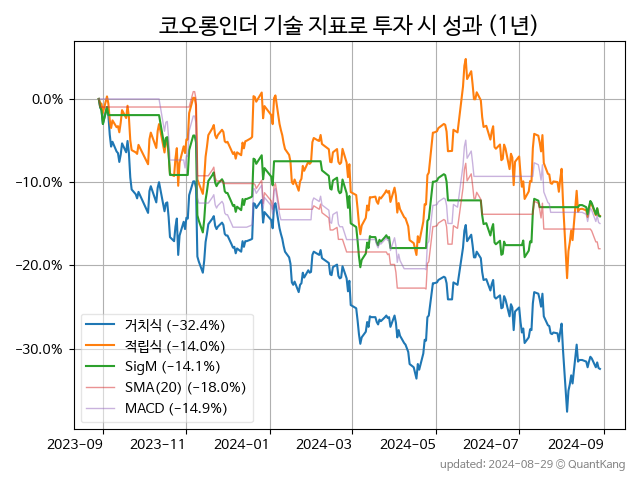 코오롱인더 기술 지표로 투자 시 성과 (1년)
0.0%
−10.0%
−20.0%
−30.0%
거치식 (−32.4%)
적립식 (−14.0%)
SigM (−14.1%)
SMA(20) (−18.0%)
MACD (−14.9%)
2023-09 2023-11 2024-01 2024-03 2024-05 2024-07 2024-09
updated: 2024-08-29 © QuantKang